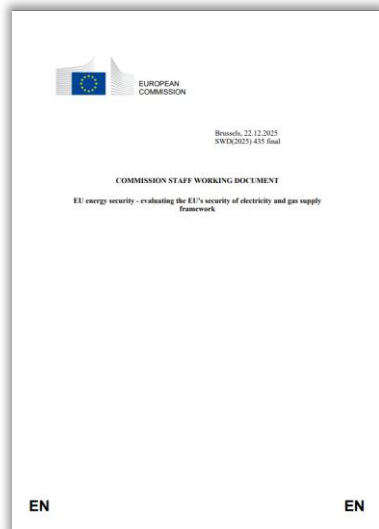 EUROPEAN
COMMISSION
Brussels, 22.12.2025
SWD(2025) 435 final
COMMISSION STAFF WORKING DOCUMENT
EU energy security - evaluating the EU's security of electricity and gas supply
framework
EN
EN